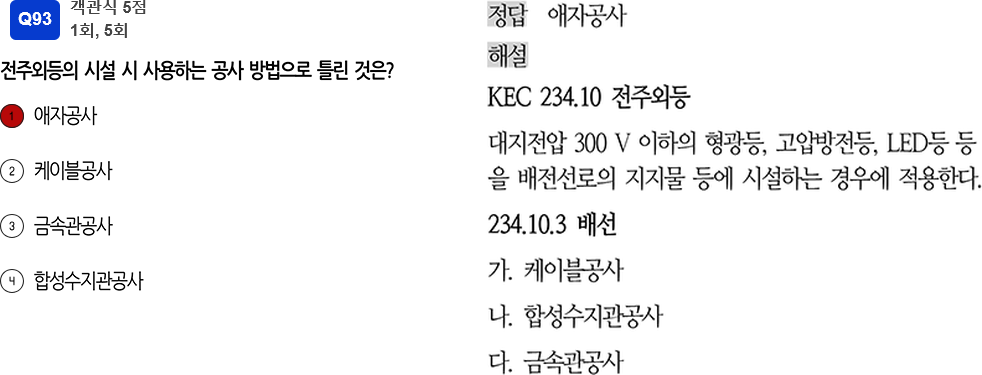 Q93
객관식 5점
1회, 5회
전주외등의 시설 시 사용하는 공사 방법으로 틀린 것은?
1 애자공사
2 케이블공사
3 금속관공사
4 합성수지관공사
정답 애자공사
해설
KEC 234.10 전주외등
대지전압 300 V 이하의 형광등, 고압방전등, LED등 등
을 배전선로의 지지물 등에 시설하는 경우에 적용한다.
234.10.3 배선
가. 케이블공사
나. 합성수지관공사
다. 금속관공사